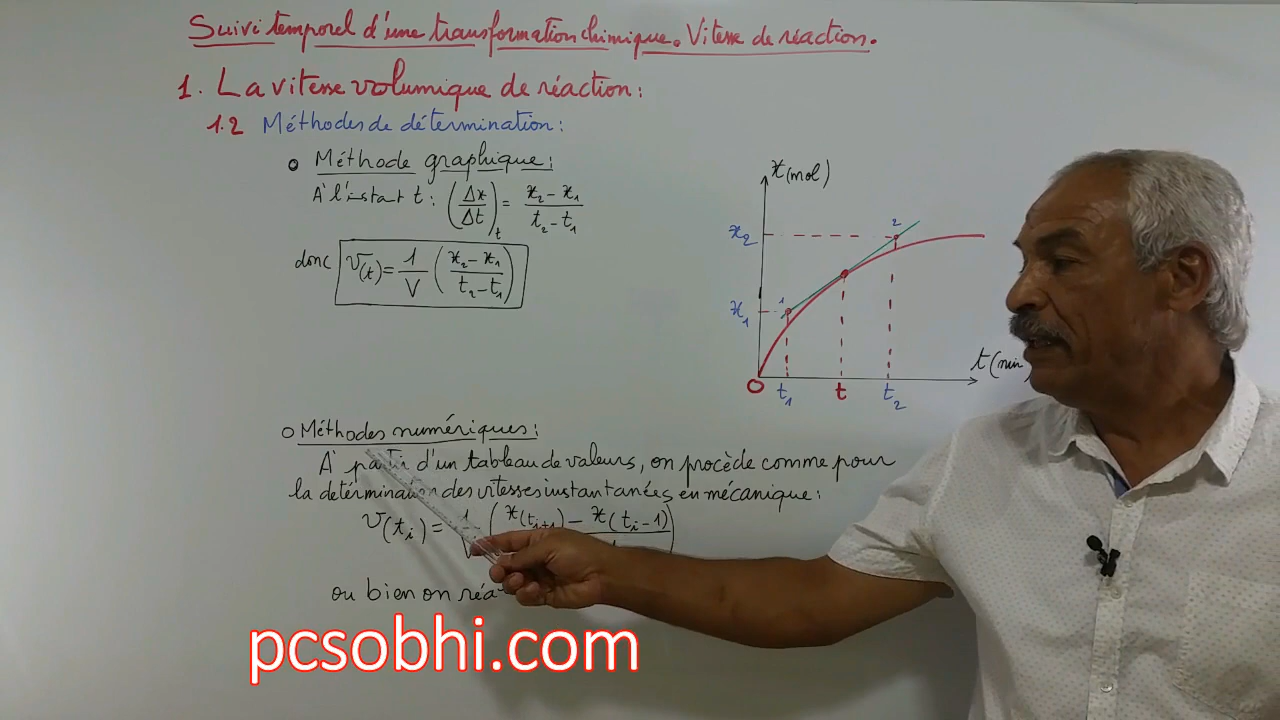 Suivi temporel d'une transformation chimique. Vitesse de réaction.
1. La vitesse volumique de réaction :
1.2 Méthodes de détermination :
o Méthode graphique :
A l'instant t : (Δx/Δt)t = (x2 - x1)/(t2 - t1)
donc v(t) = 1/V ((x2 - x1)/(t2 - t1))
x (mol)
x2
2
x1
1
O
t1
t
t2
t (min
o Méthodes numériques :
A partir d'un tableau de valeurs, on procède comme pour
la détermination des vitesses instantanées en mécanique :
v(ti) = 1/V (x(ti+1) - x(ti-1)
ou bien on
pcsobhi.com